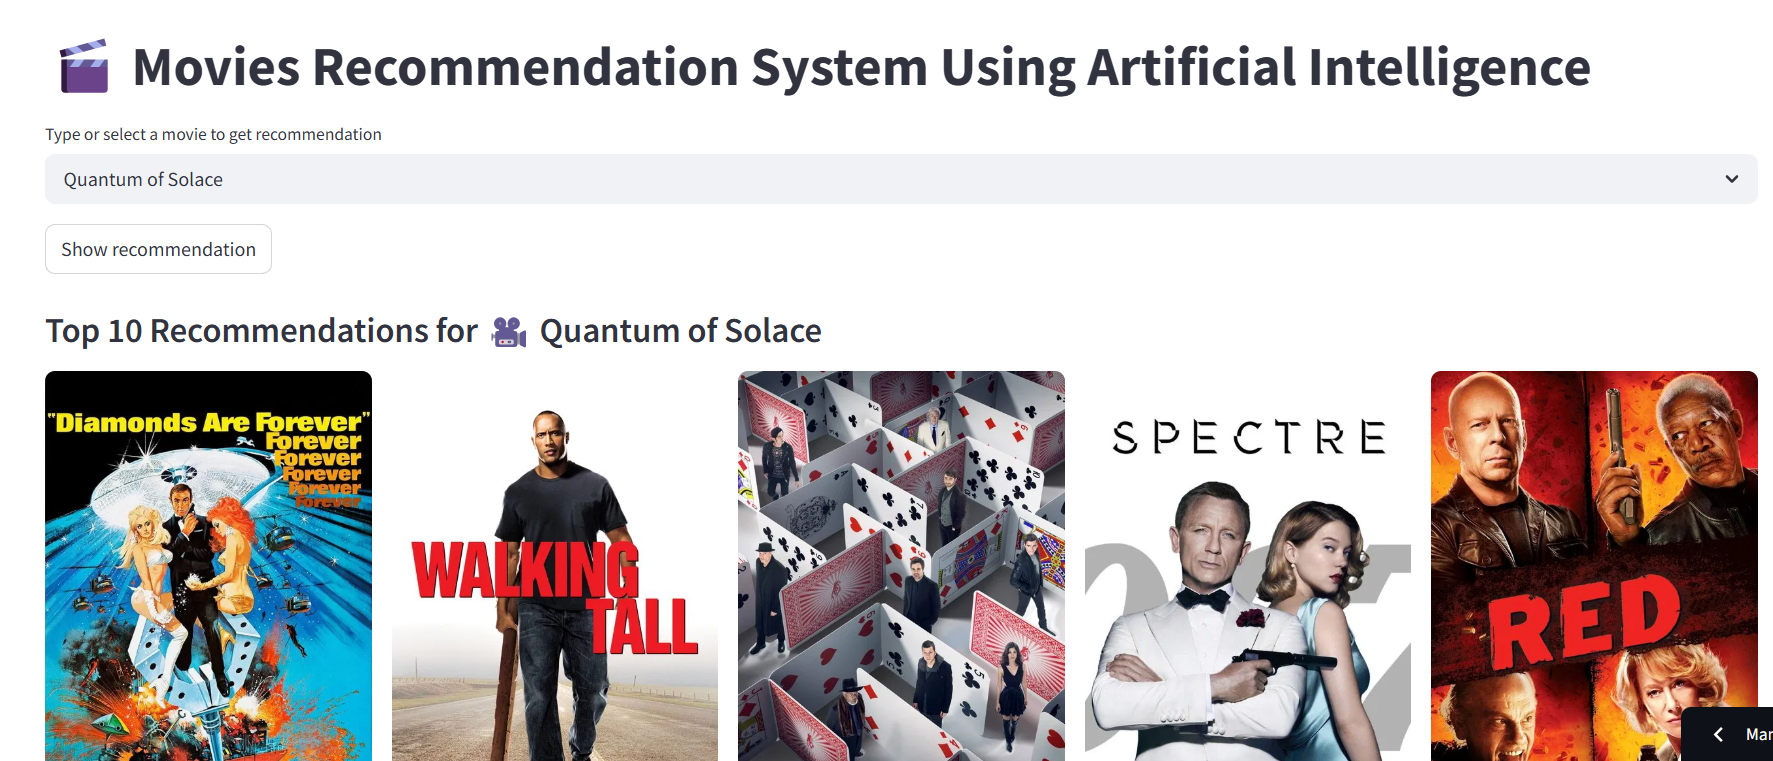 Movies Recommendation System Using Artificial Intelligence
Type or select a movie to get recommendation
Quantum of Solace
Show recommendation
Top 10 Recommendations for Quantum of Solace
"Diamonds Are Forever"
Forever
Forever
Forever
Forever
Forever
WALKING
TALL
SPECTRE
007
RED
Mar